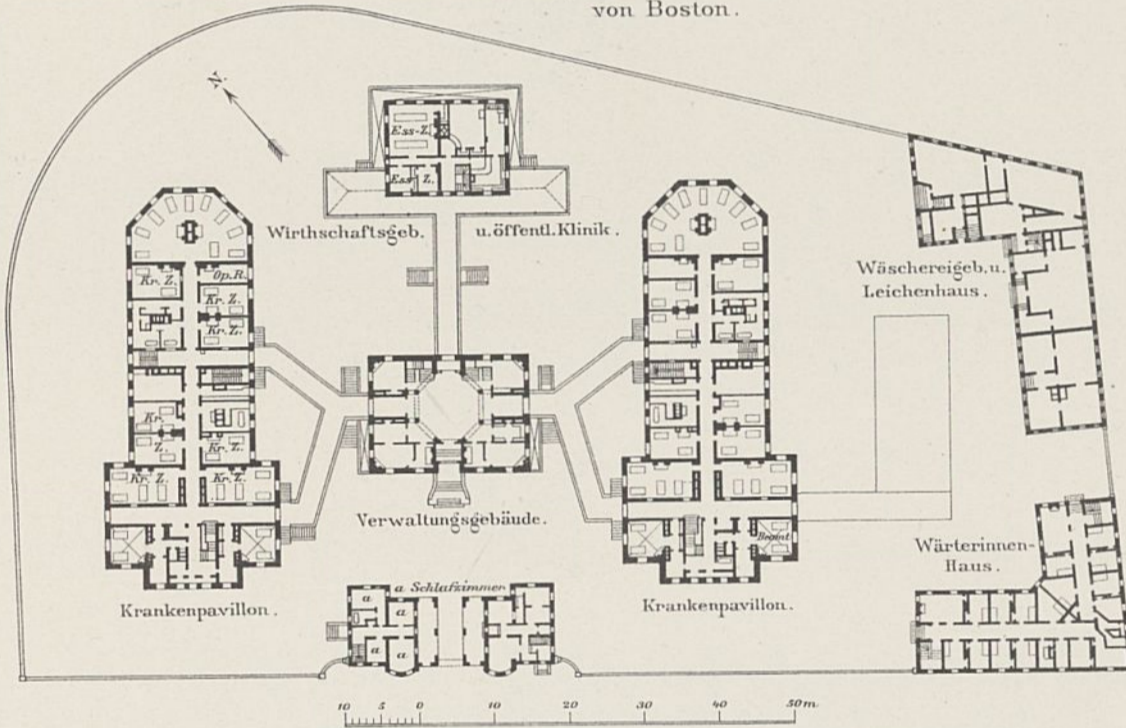 von Boston.
N.
Ess-Z.
Ess Z.
Wirthschaftsgeb. u. öffentl. Klinik.
Kr. Z. Op. R.
Kr. Z.
Kr. Z.
Wäschereigeb. u.
Leichenhaus.
Kr.
Z. Kr. Z.
Kr. Z. Kr. Z.
Verwaltungsgebäude.
Wärterinnen-
Haus.
Krankenpavillon.
a Schlafzimmer
a a
a a
Krankenpavillon.
10 5 0 10 20 30 40 50 m.